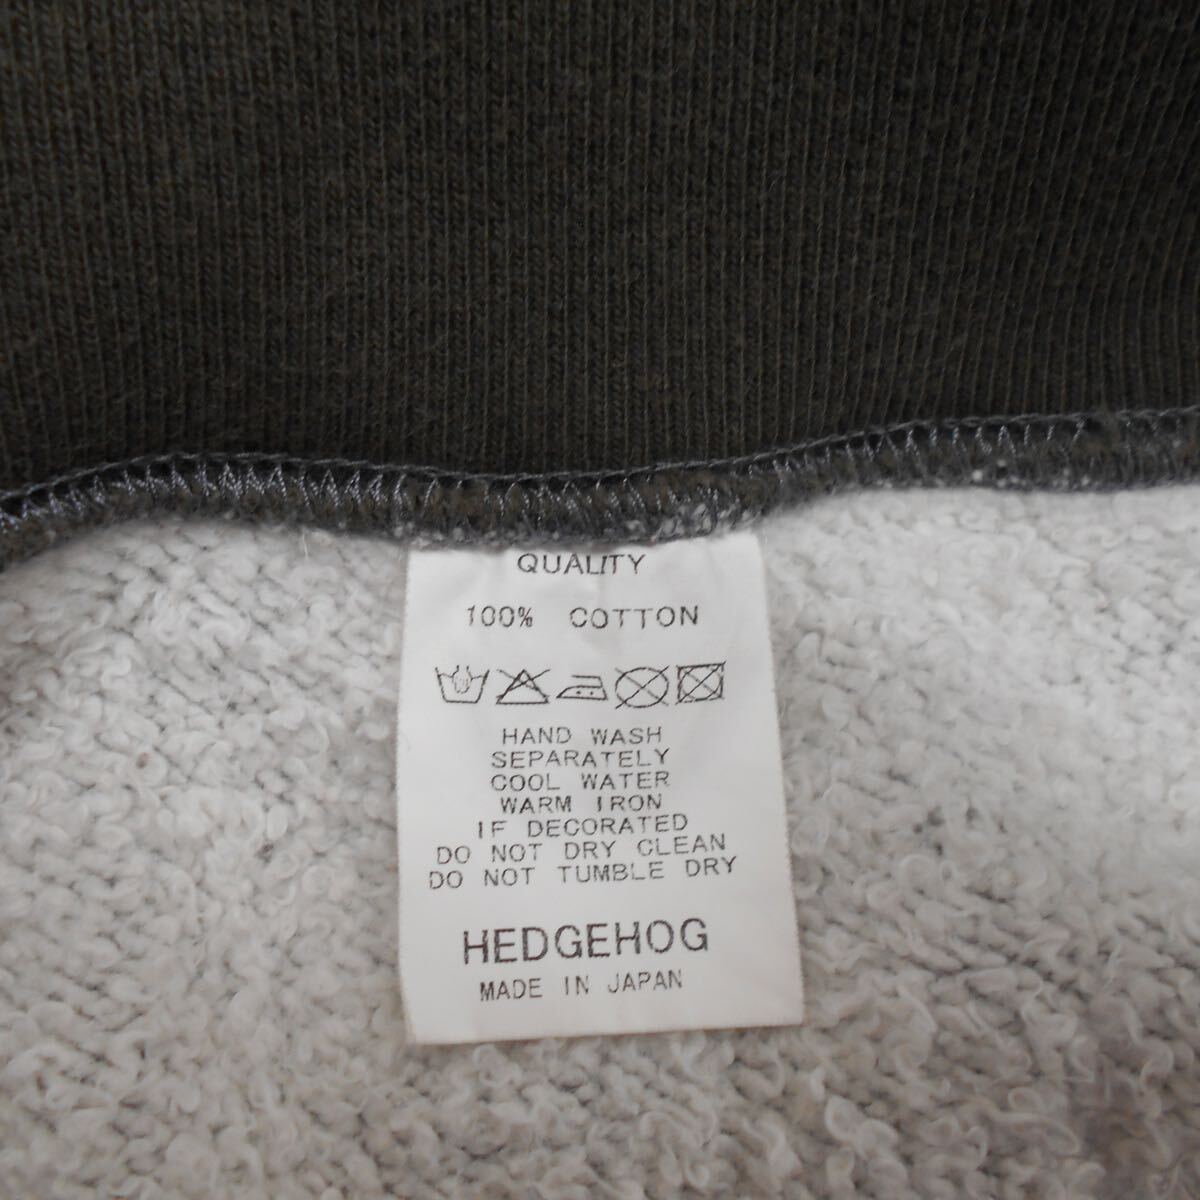 QUALITY
100% COTTON
HAND WASH
SEPARATELY
COOL WATER
WARM IRON
IF DECORATED
DO NOT DRY CLEAN
DO NOT TUMBLE DRY
HEDGEHOG
MADE IN JAPAN